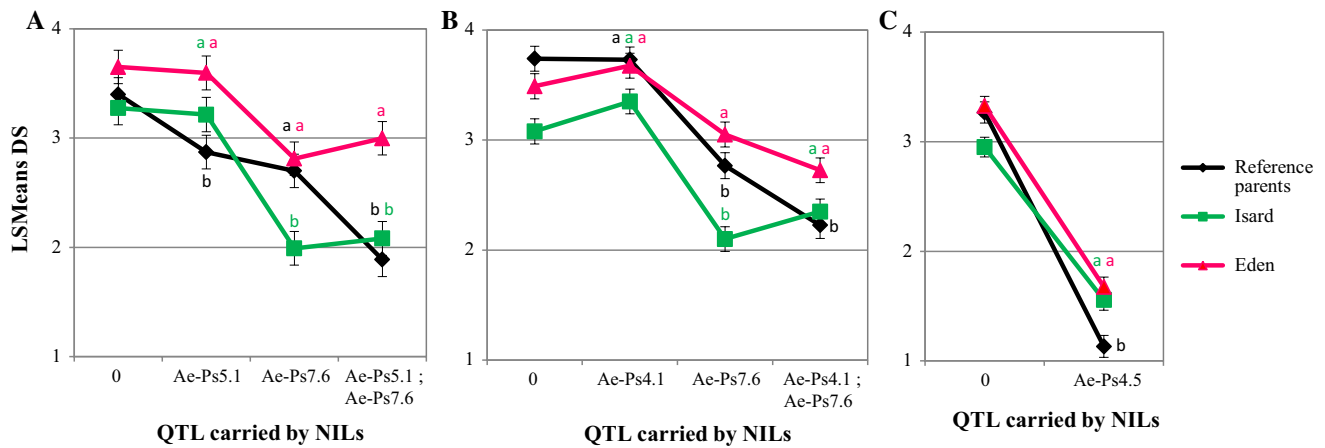 A
B
C
LSMeans DS
4
3
2
1
a a
a a
a
b
b
b b
0
Ae-Ps5.1
Ae-Ps7.6
Ae-Ps5.1 ;
Ae-Ps7.6
QTL carried by NILs
4
3
2
1
a a a
a
b
b
a a
b
0
Ae-Ps4.1
Ae-Ps7.6
Ae-Ps4.1 ;
Ae-Ps7.6
QTL carried by NILs
4
3
2
1
a a
b
0
Ae-Ps4.5
QTL carried by NILs
Reference
parents
Isard
Eden